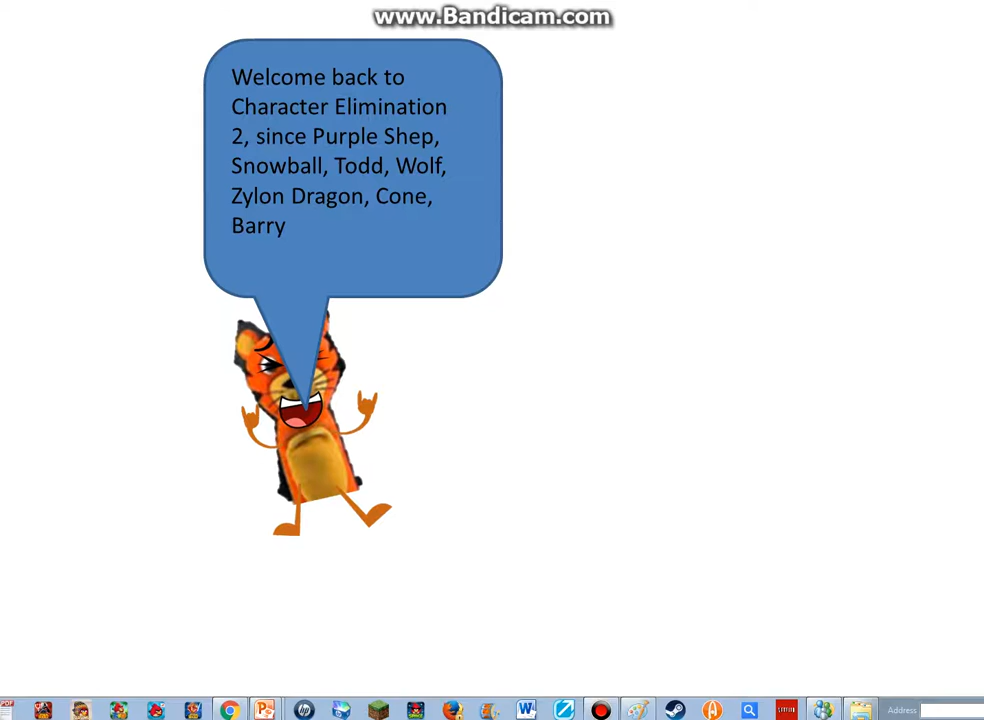 www.Bandicam.com
Welcome back to
Character Elimination
2, since Purple Shep,
Snowball, Todd, Wolf,
Zylon Dragon, Cone,
Barry
Address